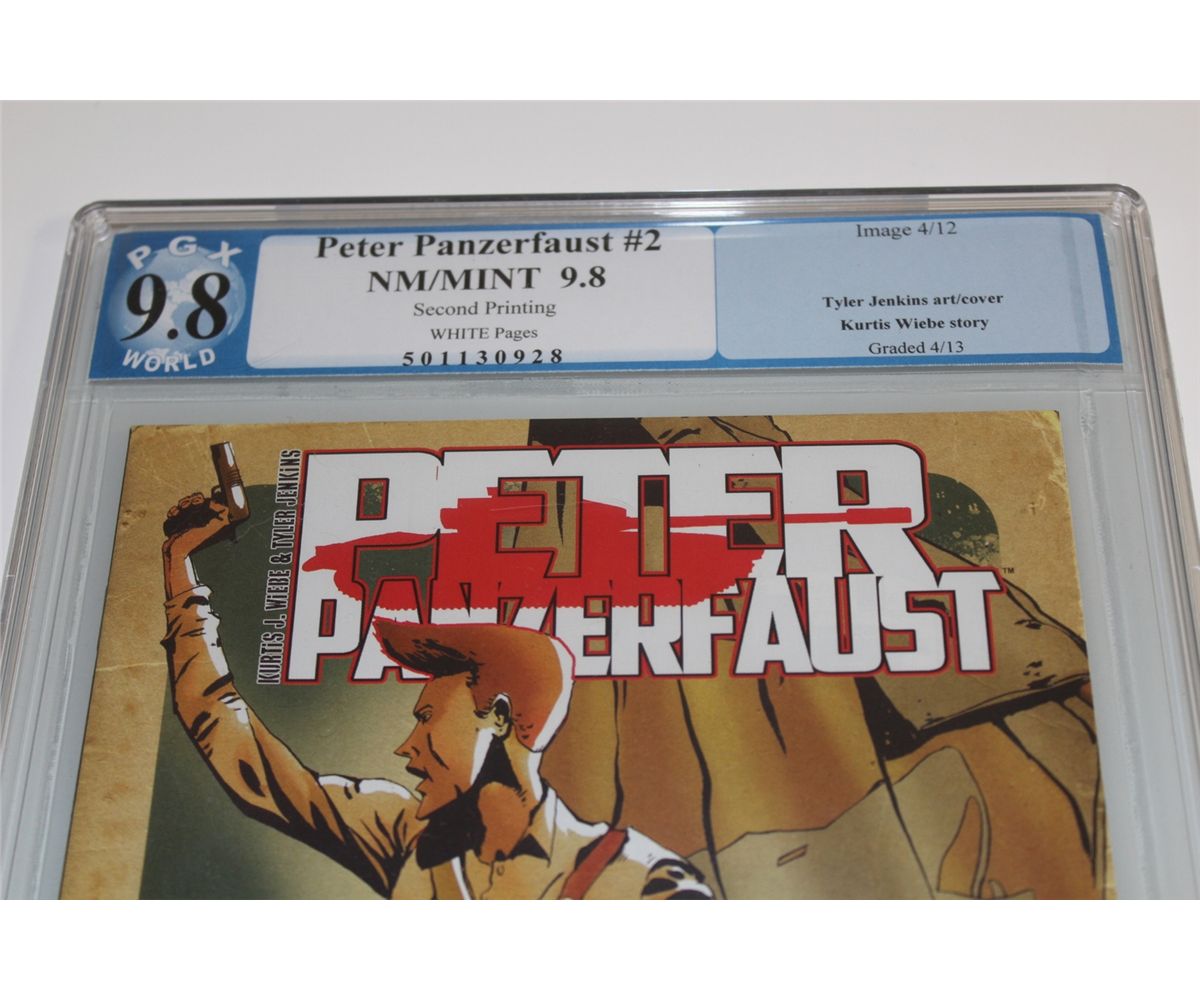 PGX
9.8
WORLD
Peter Panzerfaust #2
NM/MINT 9.8
Second Printing
WHITE Pages
501130928
Image 4/12
Tyler Jenkins art/cover
Kurtis Wiebe story
Graded 4/13
KURTiS J. WiEBE & TYLER JENKiNS
PETER
PANZERFAUST
™